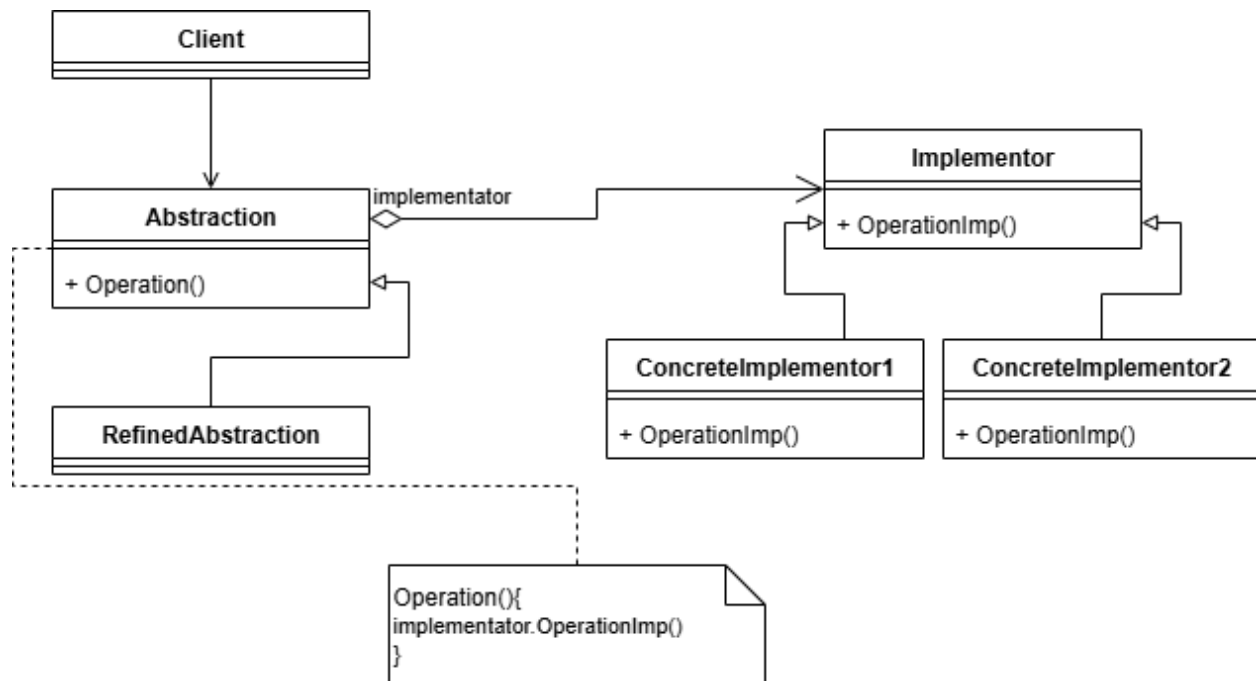 Client
Abstraction
+ Operation()
implementator
Implementor
+ OperationImp()
RefinedAbstraction
ConcreteImplementor1
+ OperationImp()
ConcreteImplementor2
+ OperationImp()
Operation(){
implementator.OperationImp()
}